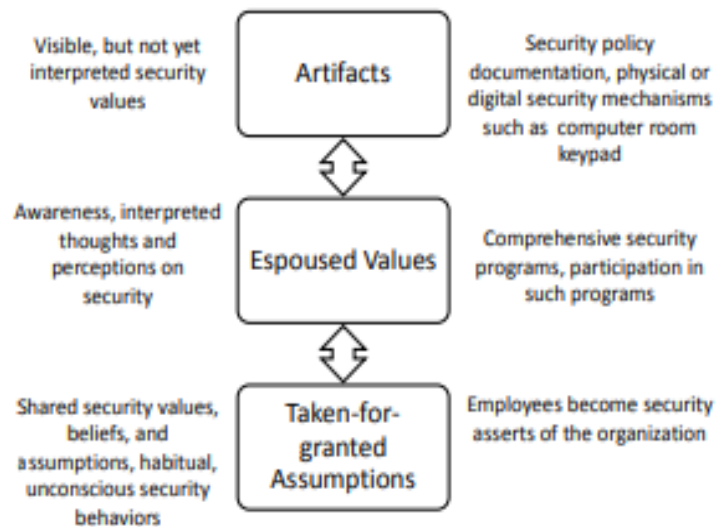 Visible, but not yet
interpreted security
values
Artifacts
Security policy
documentation, physical or
digital security mechanisms
such as computer room
keypad
Awareness, interpreted
thoughts and
perceptions on
security
Espoused Values
Comprehensive security
programs, participation in
such programs
Shared security values,
beliefs, and
assumptions, habitual,
unconscious security
behaviors
Taken-for-
granted
Assumptions
Employees become security
asserts of the organization